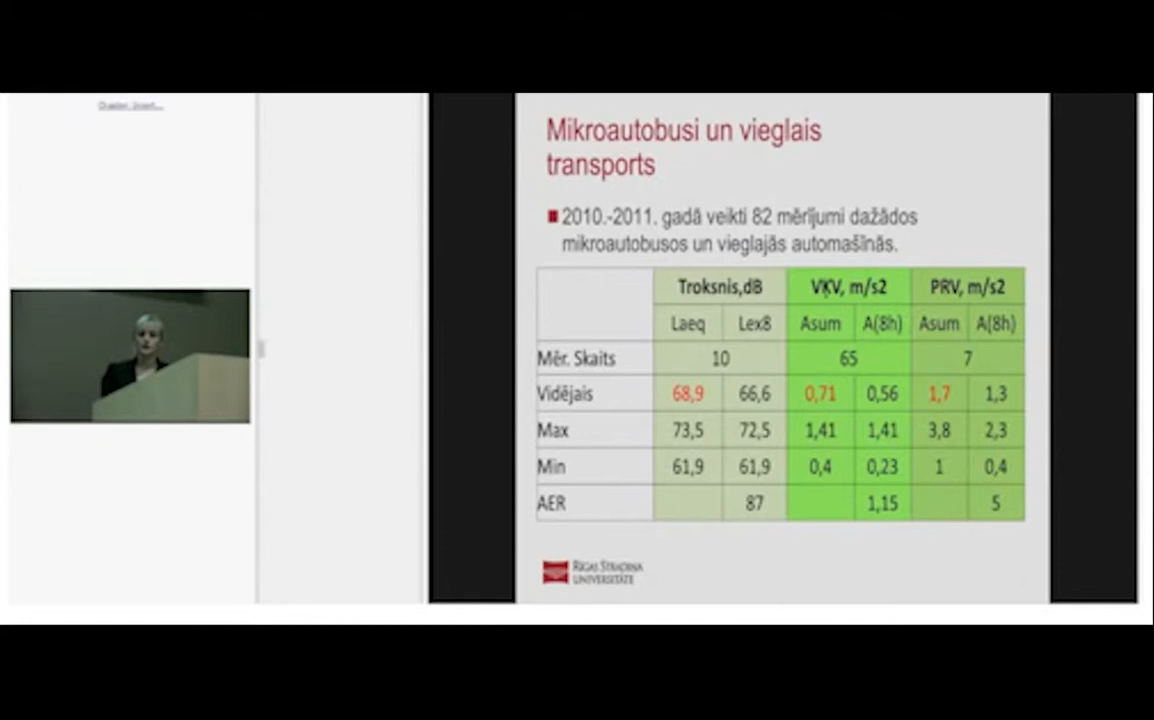 Mikroautobusi un vieglais
transports
2010.-2011. gadā veikti 82 mērījumi dažādos
mikroautobusos un vieglajās automašīnās.
Troksnis,dB VĶV, m/s2 PRV, m/s2
Laeq Lex8 Asum A(8h) Asum A(8h)
Mēr. Skaits 10 65 7
Vidējais 68,9 66,6 0,71 0,56 1,7 1,3
Max 73,5 72,5 1,41 1,41 3,8 2,3
Min 61,9 61,9 0,4 0,23 1 0,4
AER 87 1,15 5
RĪGAS STRADIŅA
UNIVERSITĀTE